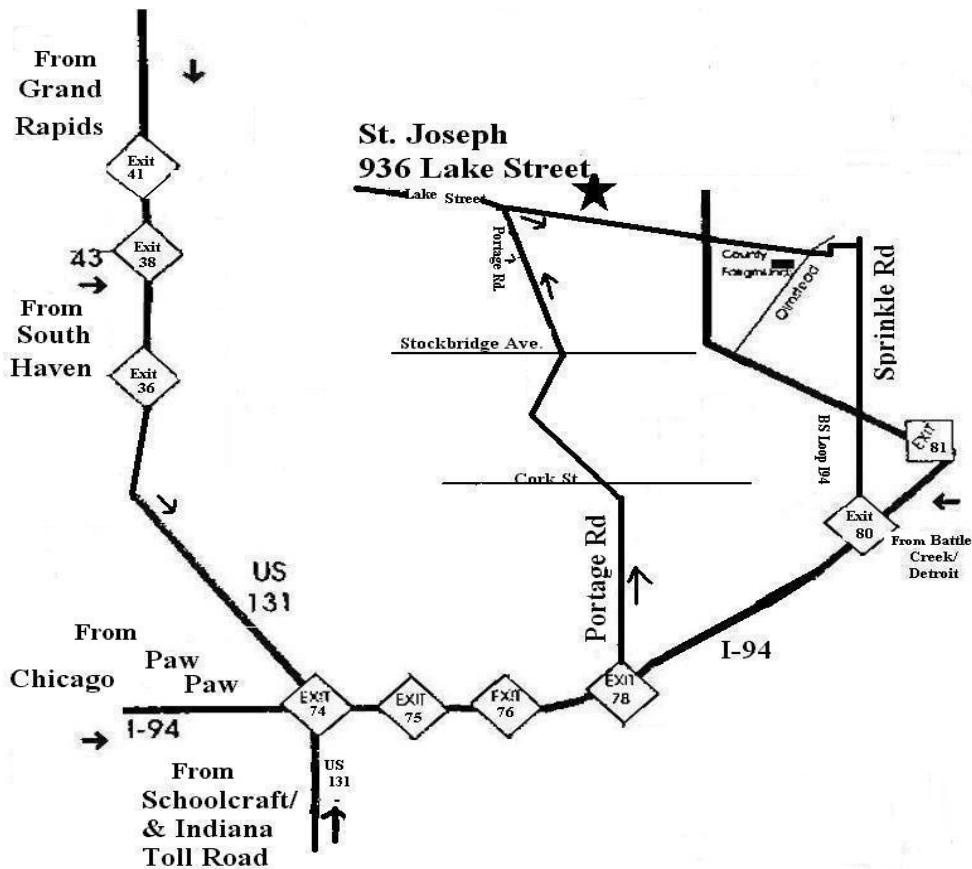 From
Grand
Rapids
Exit
41
43
Exit
38
From
South
Haven
Exit
36
St. Joseph
936 Lake Street
Lake Street
Portage Rd.
County
Fairground
Olmstead
Sprinkle Rd
Stockbridge Ave.
BS Loop I94
EXIT
81
Cork St
Exit
80
From Battle
Creek/
Detroit
US
131
Portage Rd
I-94
From
Chicago
Paw
Paw
I-94
EXIT
74
EXIT
75
EXIT
76
EXIT
78
From
Schoolcraft/
& Indiana
Toll Road
US
131